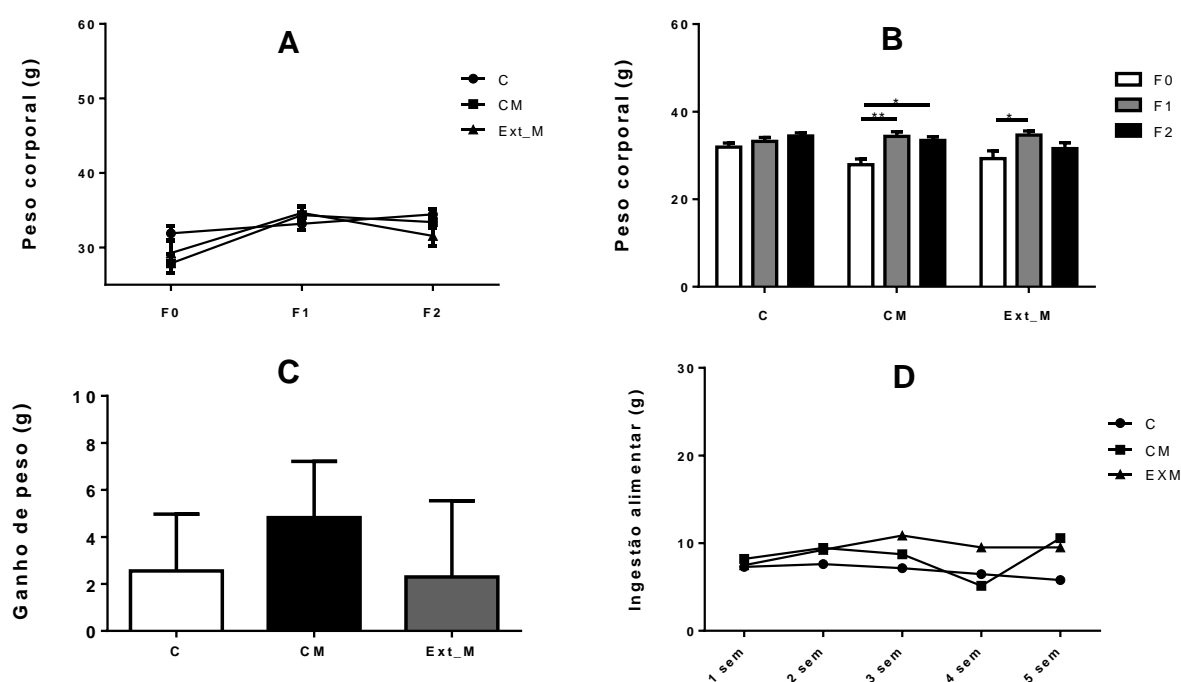 A
Peso corporal (g)
60
50
40
30
F0 F1 F2
C
CM
Ext_M
B
Peso corporal (g)
60
40
20
0
*
** *
C CM Ext_M
F0
F1
F2
C
Ganho de peso (g)
10
8
6
4
2
0
C CM Ext_M
D
Ingestão alimentar (g)
30
20
10
0
1 sem 2 sem 3 sem 4 sem 5 sem
C
CM
EXM